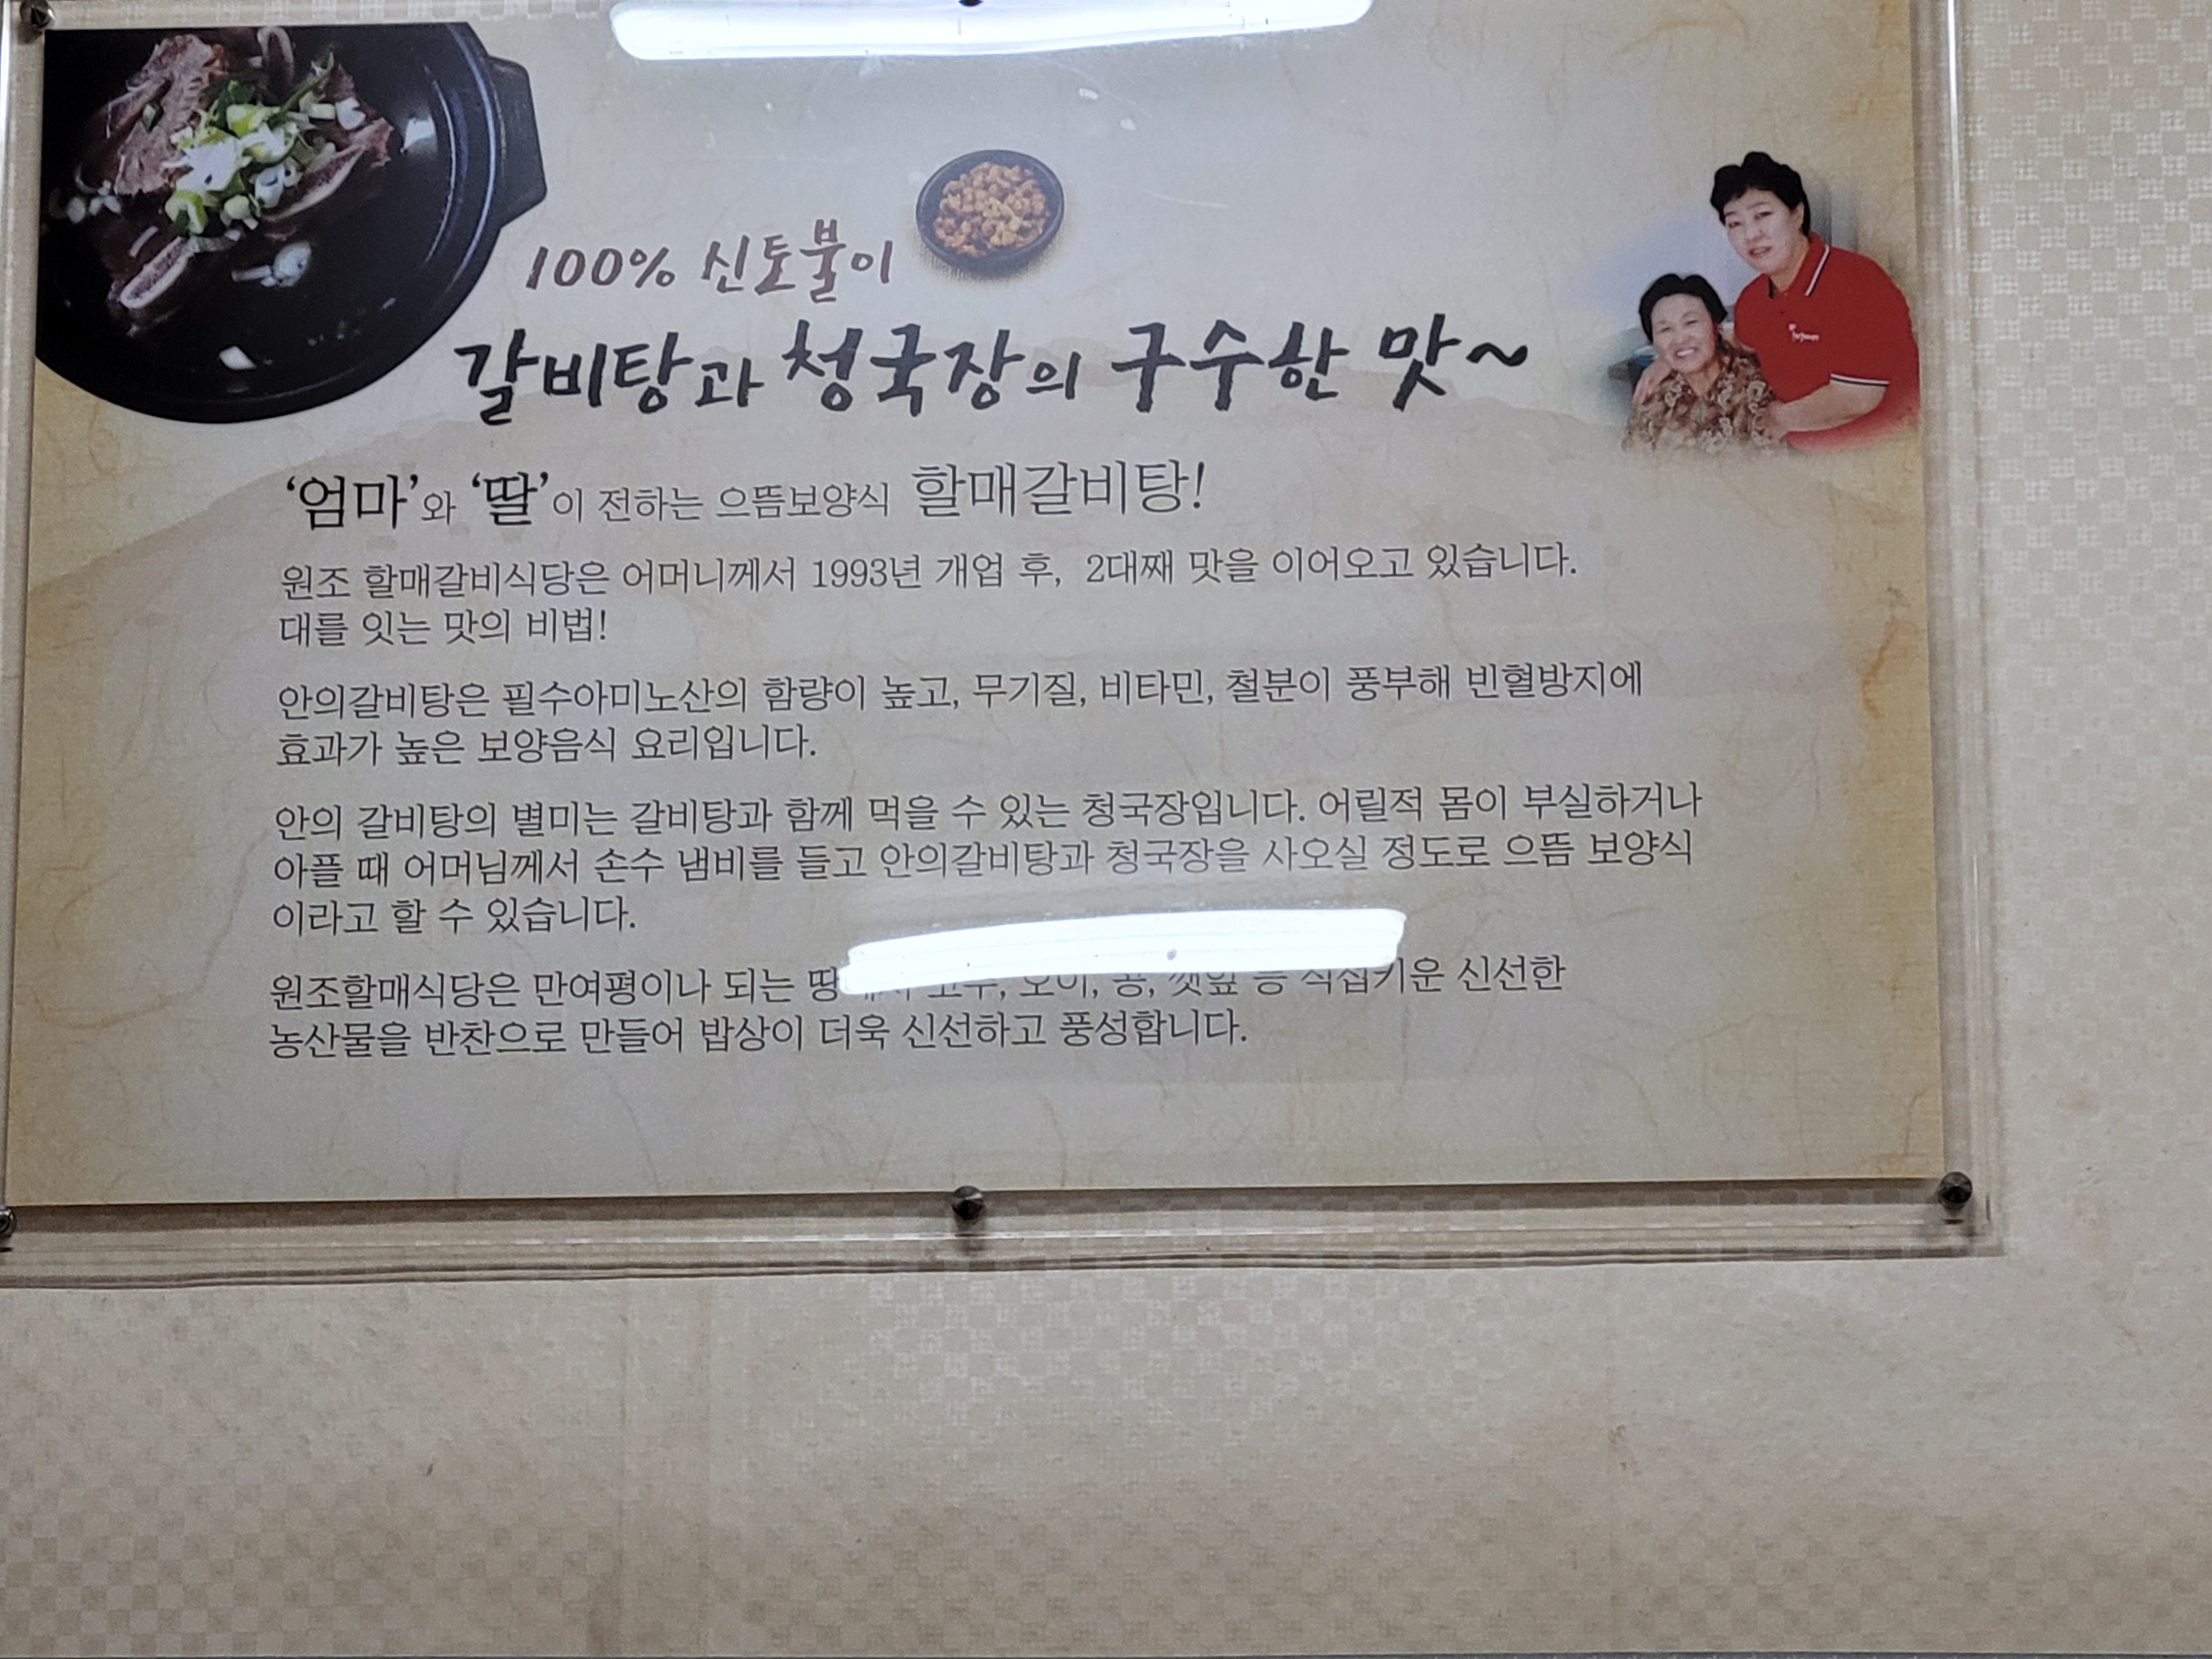 100% 신토불이
갈비탕과 청국장의 구수한 맛~
‘엄마’와 ‘딸’이 전하는 으뜸보양식 할매갈비탕!
원조 할매갈비식당은 어머니께서 1993년 개업 후, 2대째 맛을 이어오고 있습니다.
대를 잇는 맛의 비법!
안의갈비탕은 필수아미노산의 함량이 높고, 무기질, 비타민, 철분이 풍부해 빈혈방지에
효과가 높은 보양음식 요리입니다.
안의 갈비탕의 별미는 갈비탕과 함께 먹을 수 있는 청국장입니다. 어릴적 몸이 부실하거나
아플 때 어머님께서 손수 냄비를 들고 안의갈비탕과 청국장을 사오실 정도로 으뜸 보양식
이라고 할 수 있습니다.
원조할매식당은 만여평이나 되는 오이, 콩, 깻잎 등 직접키운 신선한
농산물을 반찬으로 만들어 밥상이 더욱 신선하고 풍성합니다.